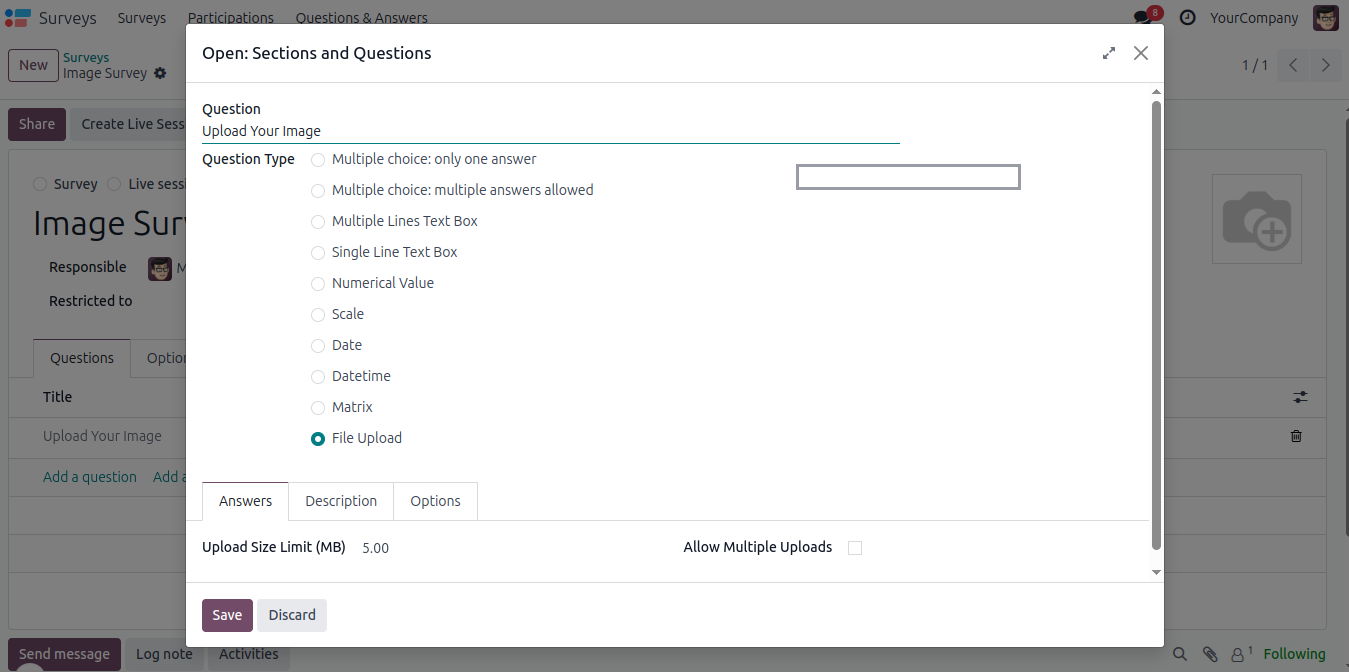 Surveys Surveys Participations Questions & Answers 8 YourCompany
Open: Sections and Questions
New Surveys
Image Survey
1 / 1
Question
Upload Your Image
Share Create Live Sess
Question Type
Multiple choice: only one answer
Multiple choice: multiple answers allowed
Multiple Lines Text Box
Single Line Text Box
Numerical Value
Scale
Date
Datetime
Matrix
File Upload
Survey Live sessi
Image Sur
Responsible M
Restricted to
Questions Option
Title
Upload Your Image
Add a question Add a
Answers Description Options
Upload Size Limit (MB) 5.00 Allow Multiple Uploads
Save Discard
Send message Log note Activities 1 Following